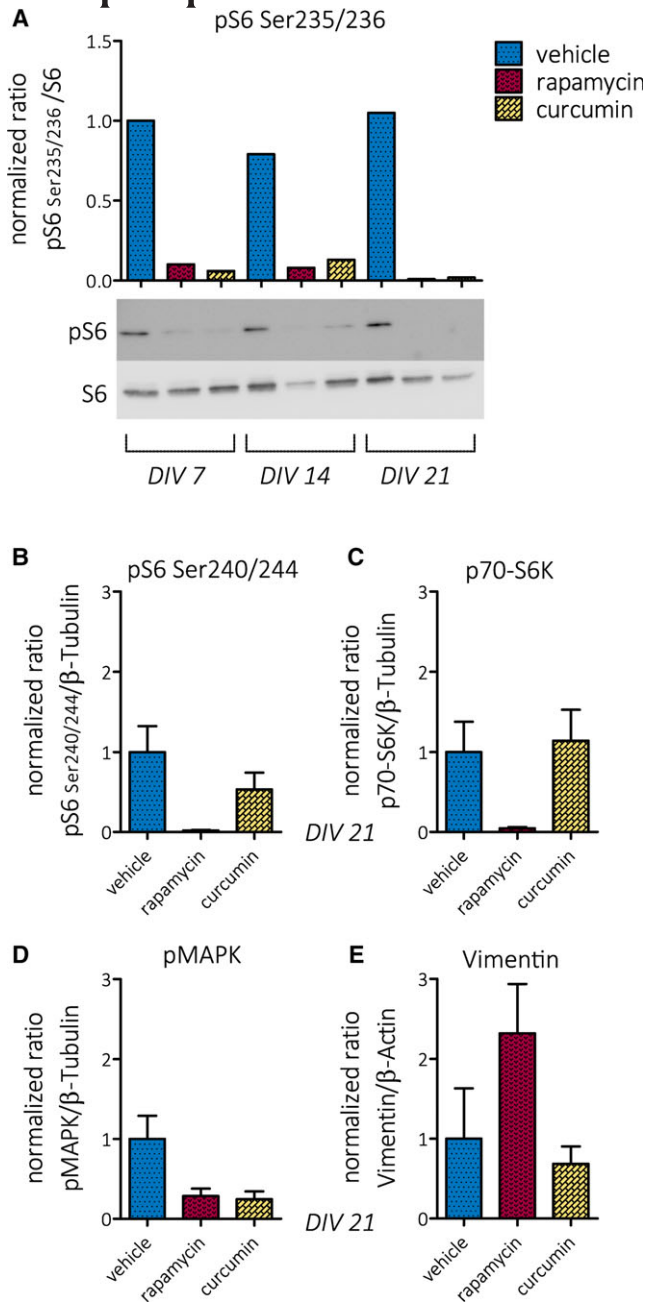 A
pS6 Ser235/236
normalized ratio
pS6 Ser235/236 /S6
1.5
1.0
0.5
0.0
vehicle
rapamycin
curcumin
pS6
S6
DIV 7
DIV 14
DIV 21
B
pS6 Ser240/244
normalized ratio
pS6 Ser240/244/β-Tubulin
3
2
1
0
vehicle
rapamycin
curcumin
C
p70-S6K
normalized ratio
p70-S6K/β-Tubulin
3
2
1
0
vehicle
rapamycin
curcumin
DIV 21
D
pMAPK
normalized ratio
pMAPK/β-Tubulin
3
2
1
0
vehicle
rapamycin
curcumin
E
Vimentin
normalized ratio
Vimentin/β-Actin
3
2
1
0
vehicle
rapamycin
curcumin
DIV 21